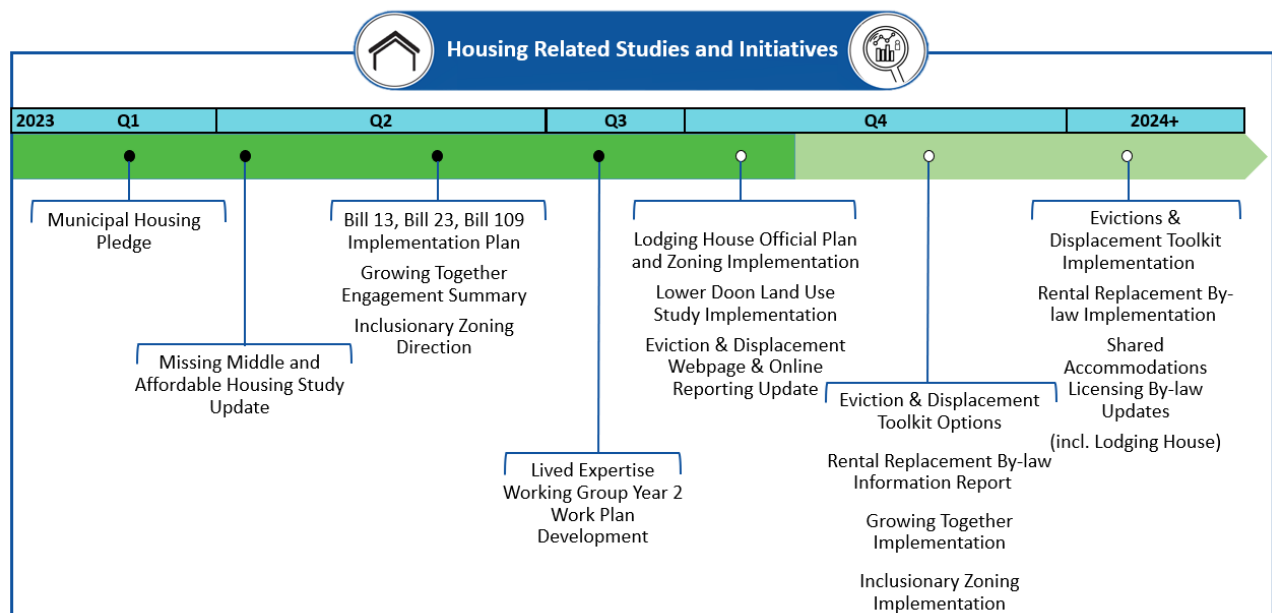 Housing Related Studies and Initiatives
2023 Q1 Q2 Q3 Q4 2024+
Municipal Housing
Pledge
Missing Middle and
Affordable Housing Study
Update
Bill 13, Bill 23, Bill 109
Implementation Plan
Growing Together
Engagement Summary
Inclusionary Zoning
Direction
Lived Expertise
Working Group Year 2
Work Plan
Development
Lodging House Official Plan
and Zoning Implementation
Lower Doon Land Use
Study Implementation
Eviction & Displacement
Webpage & Online
Reporting Update
Eviction & Displacement
Toolkit Options
Rental Replacement By-law
Information Report
Growing Together
Implementation
Inclusionary Zoning
Implementation
Evictions &
Displacement Toolkit
Implementation
Rental Replacement By-
law Implementation
Shared
Accommodations
Licensing By-law
Updates
(incl. Lodging House)